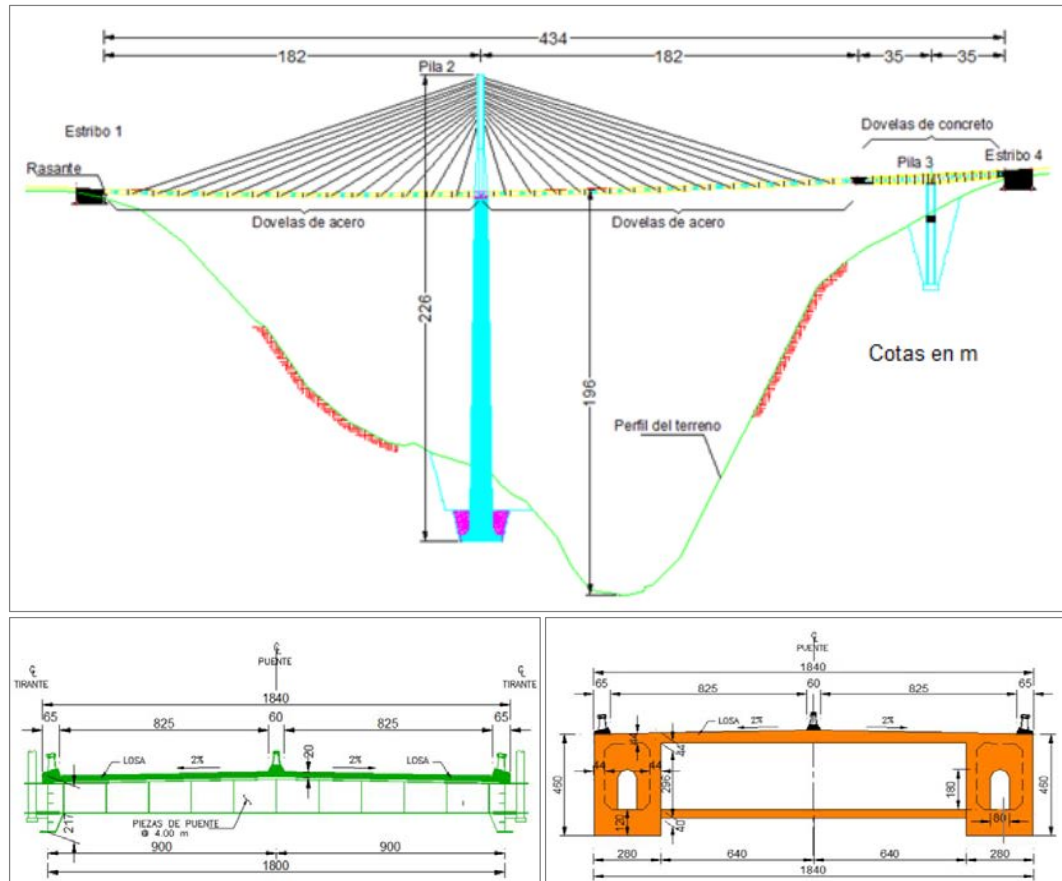 434
182
182
35
35
Pila 2
Estribo 1
Dovelas de concreto
Rasante
Pila 3
Estribo 4
Dovelas de acero
Dovelas de acero
226
196
Cotas en m
Perfil del terreno
℄
PUENTE
℄
TIRANTE
℄
TIRANTE
1840
65
825
60
825
65
LOSA
2%
20
2%
LOSA
217
PIEZAS DE PUENTE
@ 4.00 m
900
900
1800
℄
PUENTE
1840
65
825
60
825
65
LOSA
2%
2%
44
44
460
44
44
296
180
460
120
40
80
280
640
640
280
1840